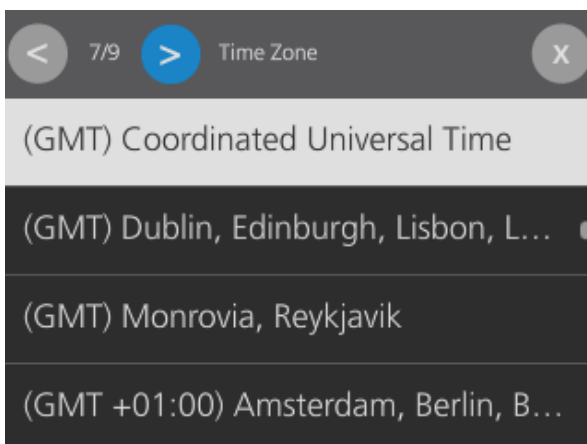 < 7/9 > Time Zone X
(GMT) Coordinated Universal Time
(GMT) Dublin, Edinburgh, Lisbon, L...
(GMT) Monrovia, Reykjavik
(GMT +01:00) Amsterdam, Berlin, B...